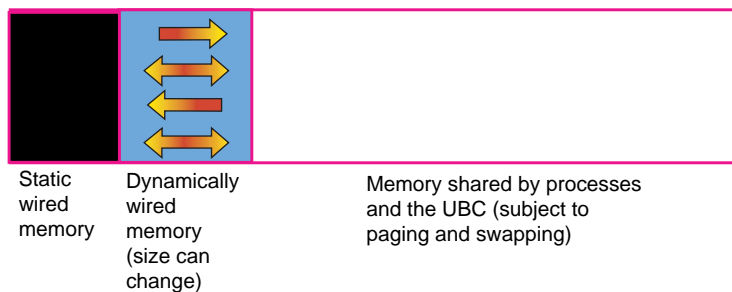 Static
wired
memory
Dynamically
wired
memory
(size can
change)
Memory shared by processes
and the UBC (subject to
paging and swapping)